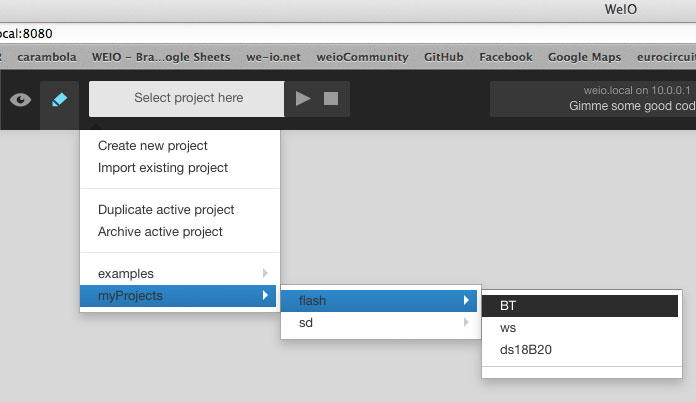 WeIO
ocal:8080
carambola WEIO - Bra...ogle Sheets we-io.net weioCommunity GitHub Facebook Google Maps eurocircuit
Select project here
weio.local on 10.0.0.1
Gimme some good cod
Create new project
Import existing project
Duplicate active project
Archive active project
examples
myProjects
flash
sd
BT
ws
ds18B20